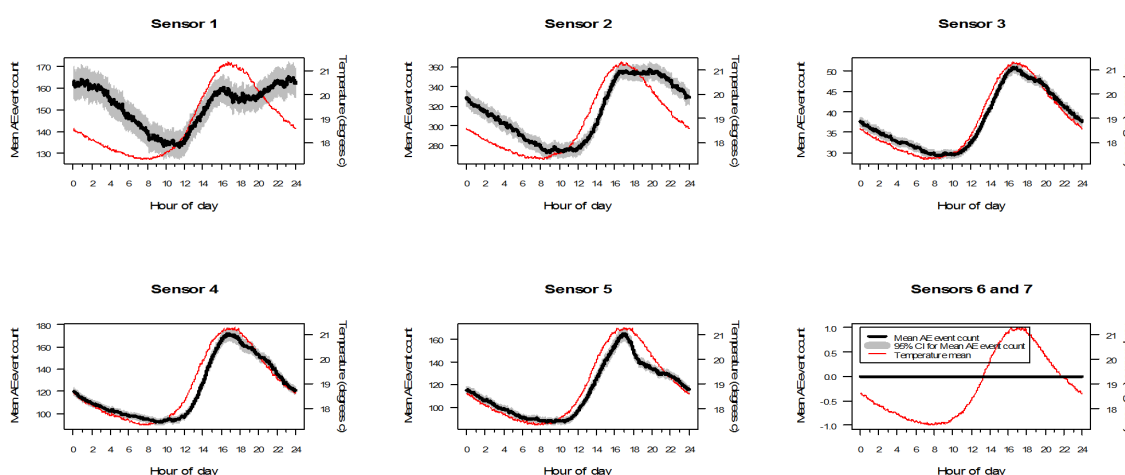 Sensor 1
Sensor 2
Sensor 3
Mean AE event count
130 140 150 160 170
0 2 4 6 8 10 12 14 16 18 20 22 24
18 19 20 21
Temperature (degrees c)
Hour of day
Mean AE event count
280 300 320 340 360
0 2 4 6 8 10 12 14 16 18 20 22 24
18 19 20 21
Temperature (degrees c)
Hour of day
Mean AE event count
30 35 40 45 50
0 2 4 6 8 10 12 14 16 18 20 22 24
18 19 20 21
Hour of day
Sensor 4
Sensor 5
Sensors 6 and 7
Mean AE event count
100 120 140 160 180
0 2 4 6 8 10 12 14 16 18 20 22 24
18 19 20 21
Temperature (degrees c)
Hour of day
Mean AE event count
100 120 140 160
0 2 4 6 8 10 12 14 16 18 20 22 24
18 19 20 21
Temperature (degrees c)
Hour of day
Mean AE event count
-1.0 -0.5 0.0 0.5 1.0
Mean AE event count
96% CI for Mean AE event count
Temperature mean
0 2 4 6 8 10 12 14 16 18 20 22 24
18 19 20 21
Hour of day